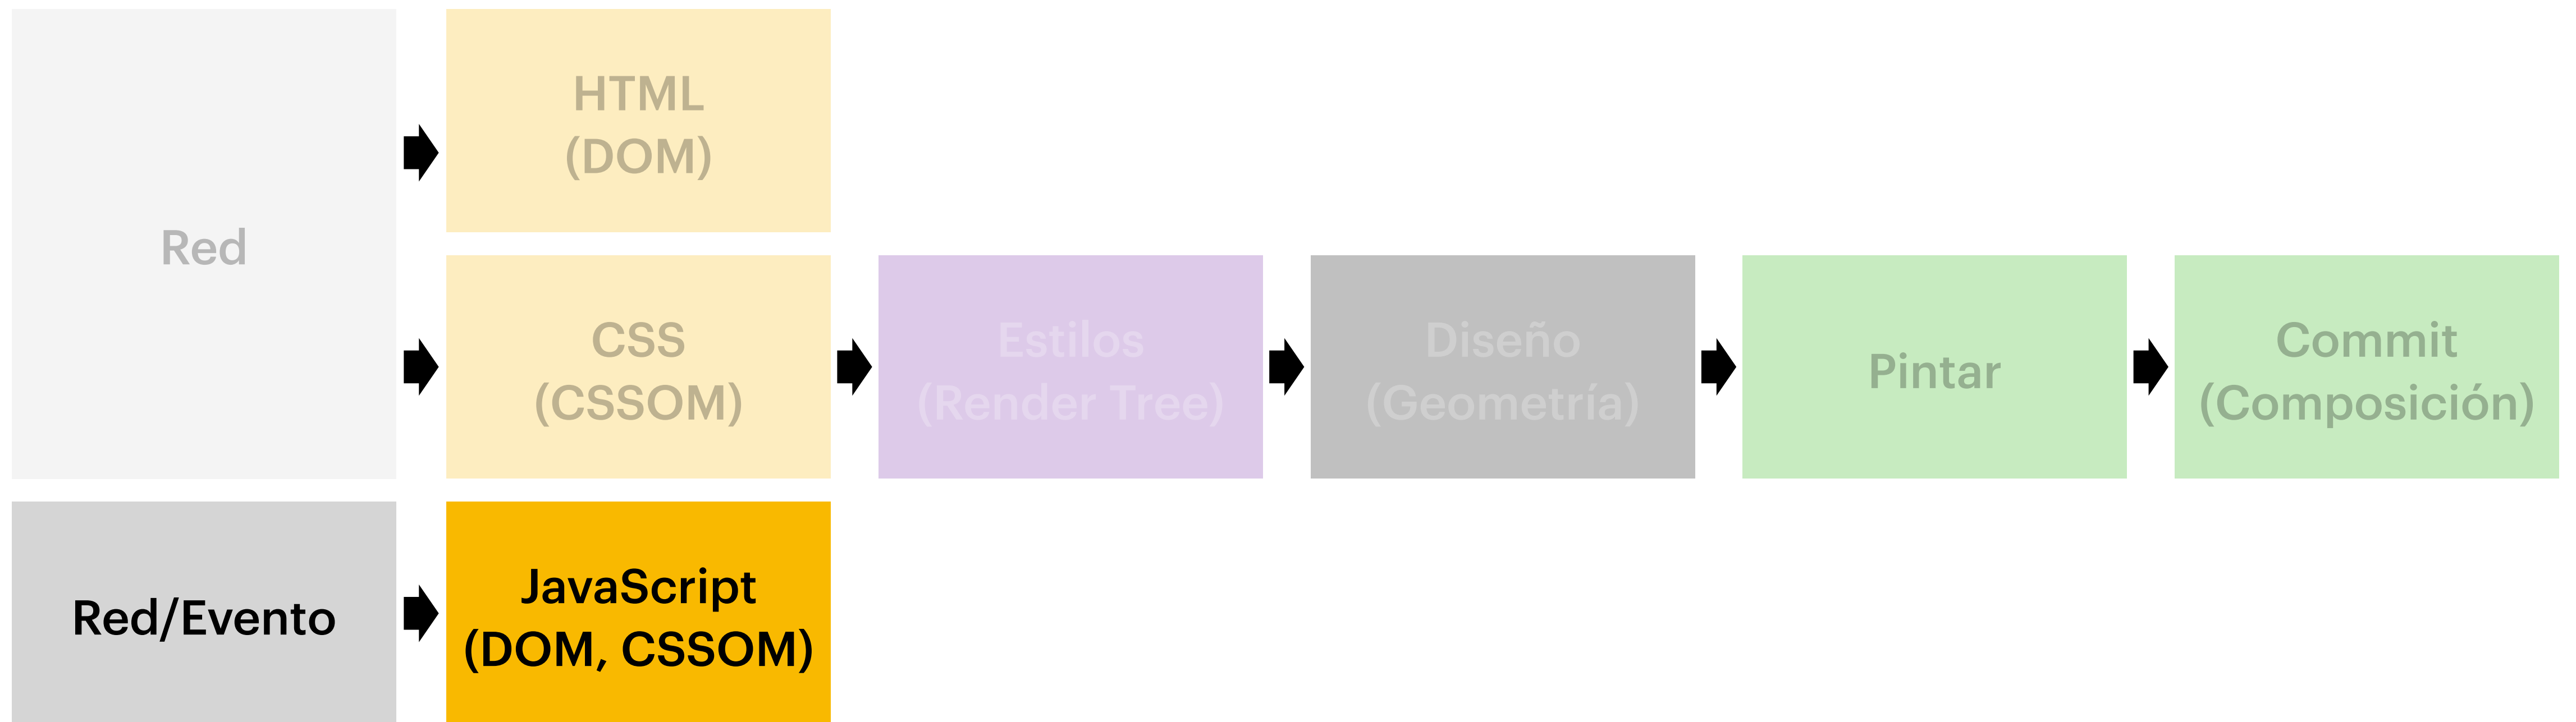 HTML
(DOM)
Red
CSS
(CSSOM)
Estilos
(Render Tree)
Diseño
(Geometría)
Pintar
Commit
(Composición)
Red/Evento
JavaScript
(DOM, CSSOM)